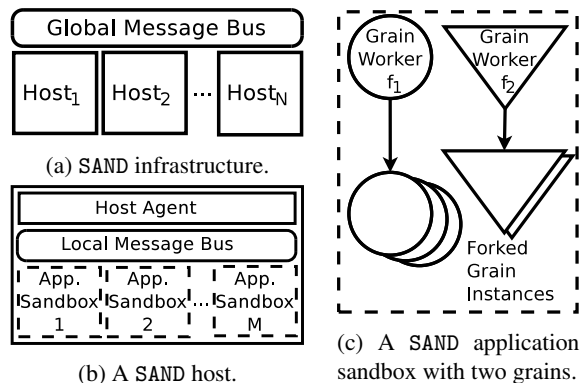 Global Message Bus
Host1 Host2 ... HostN
(a) SAND infrastructure.
Host Agent
Local Message Bus
App. App. App.
Sandbox Sandbox ... Sandbox
1 2 M
(b) A SAND host.
Grain Grain
Worker Worker
f1 f2
Forked
Grain
Instances
(c) A SAND application
sandbox with two grains.